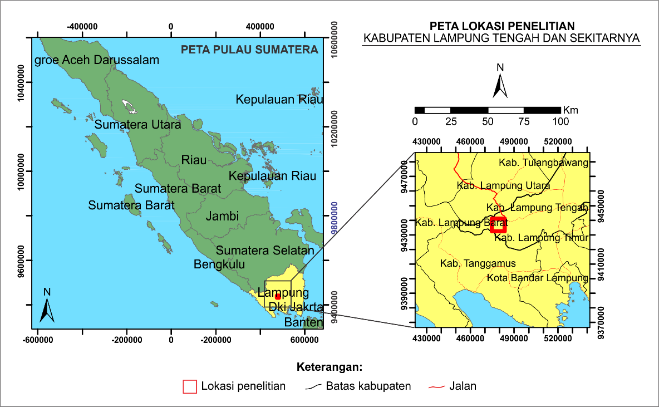 PETA LOKASI PENELITIAN
KABUPATEN LAMPUNG TENGAH DAN SEKITARNYA
-400000 0 400000
PETA PULAU SUMATERA
groe Aceh Darussalam
Kepulauan Riau
Sumatera Utara
Riau
Kepulauan Riau
Sumatera Barat
Sumatera Barat
Jambi
Sumatera Selatan
Bengkulu
Lampung
Dki Jakrta
Banten
10400000
10000000
9600000
10600000
10200000
9800000
9400000
-600000 -200000 0 200000 600000
N
N
0 25 50 75 100 Km
430000 460000 490000 520000
Kab. Tulangbawang
Kab. Lampung Utara
Kab. Lampung Tengah
Kab. Lampung Barat
Kab. Lampung Timur
Kab. Tanggamus
Kota Bandar Lampung
9470000
9430000
9390000
9450000
9410000
9370000
430000 460000 490000 520000
Keterangan:
Lokasi penelitian Batas kabupaten Jalan